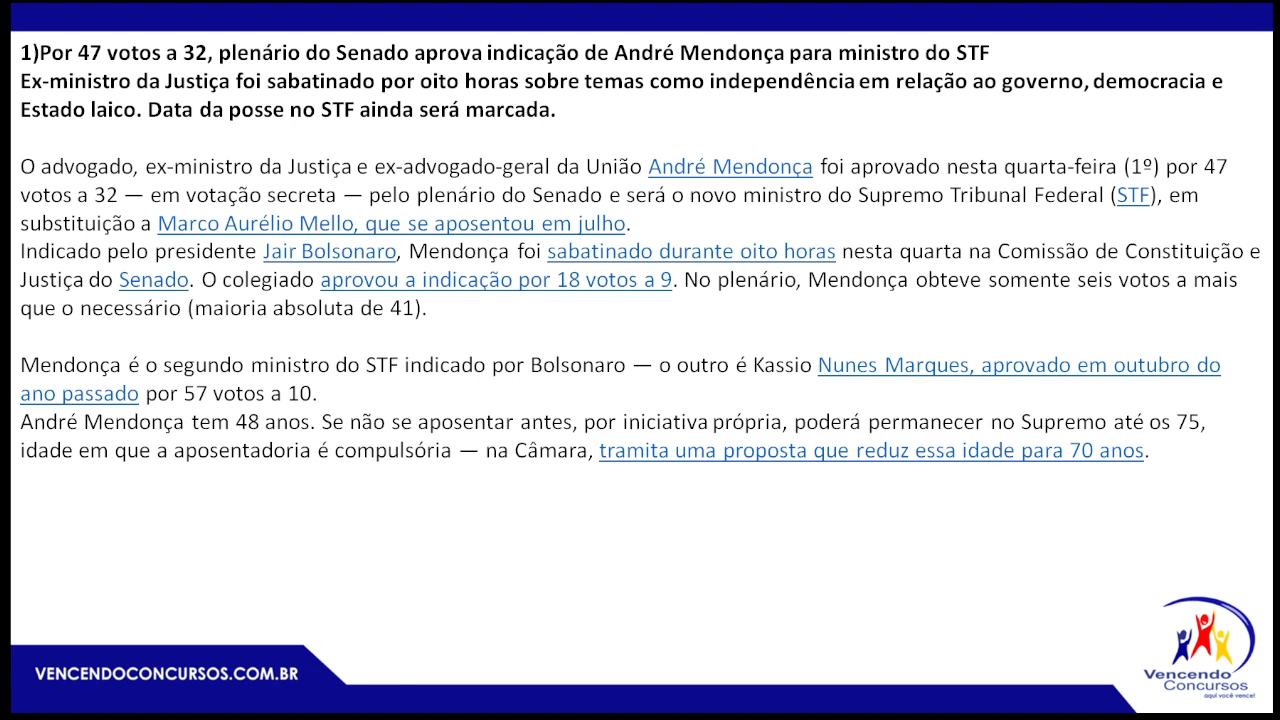 1)Por 47 votos a 32, plenário do Senado aprova indicação de André Mendonça para ministro do STF
Ex-ministro da Justiça foi sabatinado por oito horas sobre temas como independência em relação ao governo, democracia e
Estado laico. Data da posse no STF ainda será marcada.
O advogado, ex-ministro da Justiça e ex-advogado-geral da União André Mendonça foi aprovado nesta quarta-feira (1º) por 47
votos a 32 — em votação secreta — pelo plenário do Senado e será o novo ministro do Supremo Tribunal Federal (STF), em
substituição a Marco Aurélio Mello, que se aposentou em julho.
Indicado pelo presidente Jair Bolsonaro, Mendonça foi sabatinado durante oito horas nesta quarta na Comissão de Constituição e
Justiça do Senado. O colegiado aprovou a indicação por 18 votos a 9. No plenário, Mendonça obteve somente seis votos a mais
que o necessário (maioria absoluta de 41).
Mendonça é o segundo ministro do STF indicado por Bolsonaro — o outro é Kassio Nunes Marques, aprovado em outubro do
ano passado por 57 votos a 10.
André Mendonça tem 48 anos. Se não se aposentar antes, por iniciativa própria, poderá permanecer no Supremo até os 75,
idade em que a aposentadoria é compulsória — na Câmara, tramita uma proposta que reduz essa idade para 70 anos.
VENCENDOCONCURSOS.COM.BR
Vencendo
Concursos
aqui você vence!